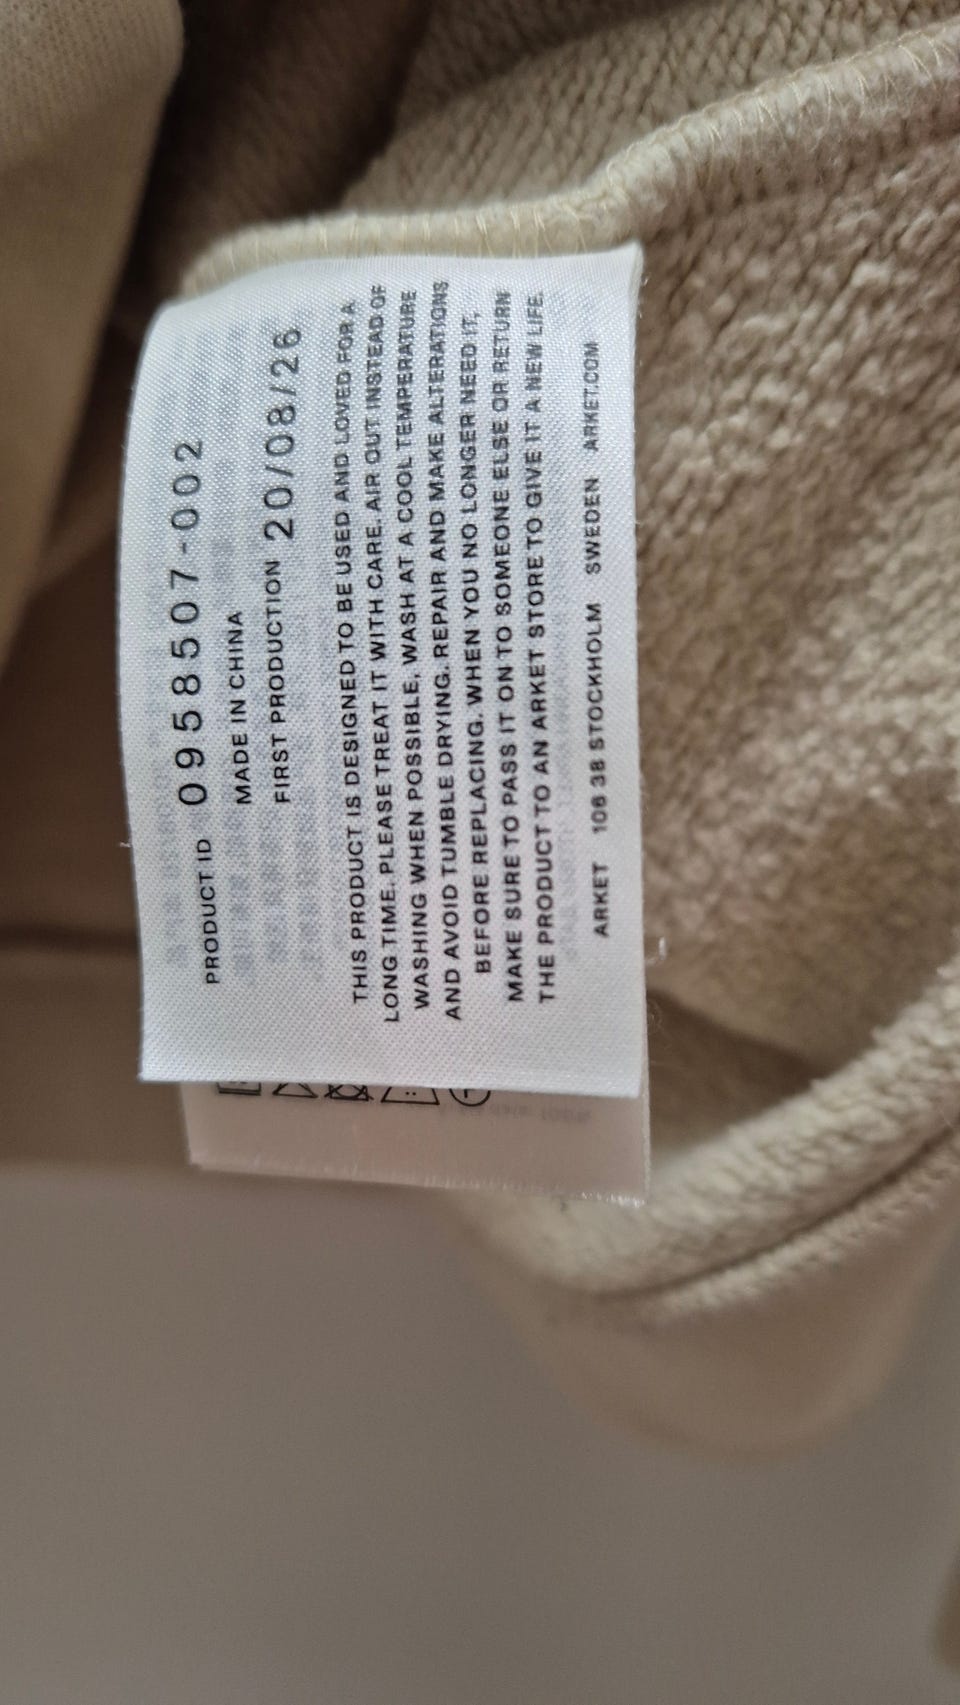 PRODUCT ID 0958507-002
MADE IN CHINA
FIRST PRODUCTION 20/08/26
THIS PRODUCT IS DESIGNED TO BE USED AND LOVED FOR A
LONG TIME. PLEASE TREAT IT WITH CARE. AIR OUT INSTEAD OF
WASHING WHEN POSSIBLE, WASH AT A COOL TEMPERATURE
AND AVOID TUMBLE DRYING. REPAIR AND MAKE ALTERATIONS
BEFORE REPLACING. WHEN YOU NO LONGER NEED IT,
MAKE SURE TO PASS IT ON TO SOMEONE ELSE OR RETURN
THE PRODUCT TO AN ARKET STORE TO GIVE IT A NEW LIFE.
ARKET 106 38 STOCKHOLM SWEDEN ARKET.COM